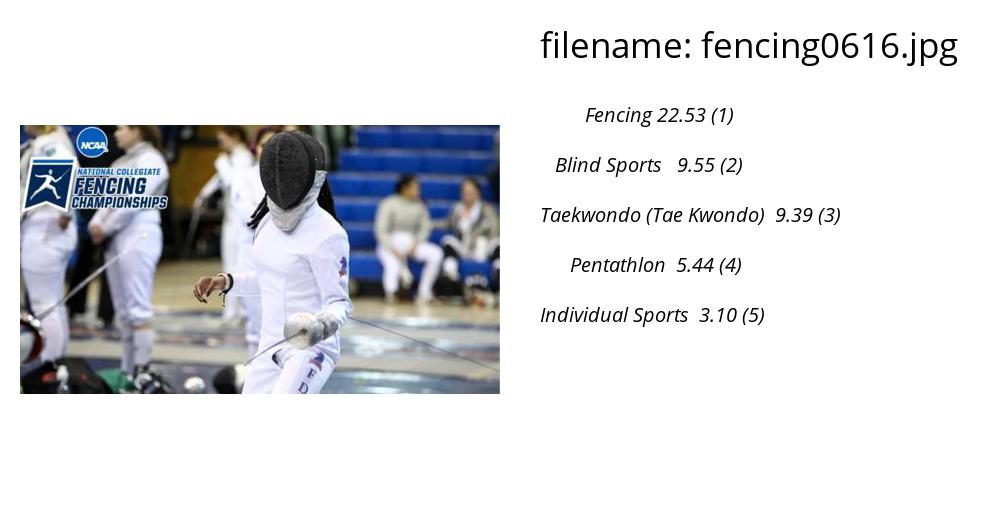 filename: fencing0616.jpg
Fencing 22.53 (1)
Blind Sports 9.55 (2)
Taekwondo (Tae Kwondo) 9.39 (3)
Pentathlon 5.44 (4)
Individual Sports 3.10 (5)
NCAA
NATIONAL COLLEGIATE
FENCING
CHAMPIONSHIPS
F
D